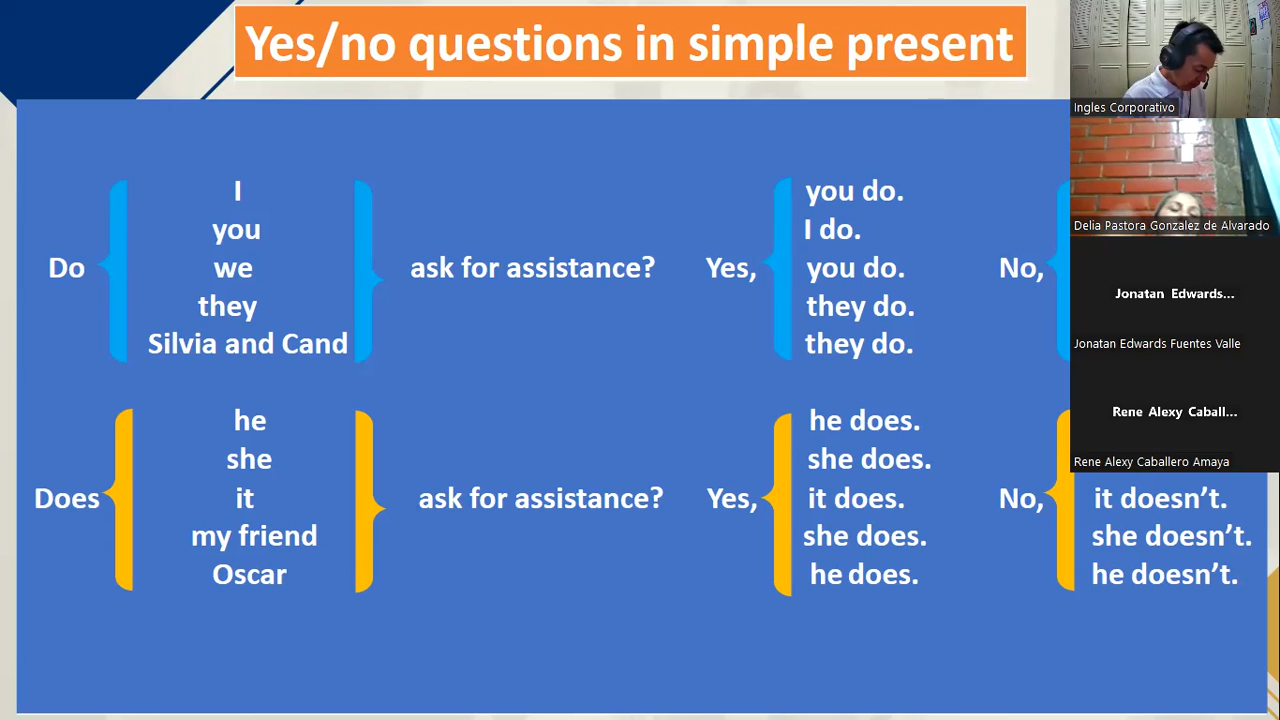 Yes/no questions in simple present
Do
I
you
we
they
Silvia and Cand
ask for assistance?
Yes,
you do.
I do.
you do.
they do.
they do.
No,
Does
he
she
it
my friend
Oscar
ask for assistance?
Yes,
he does.
she does.
it does.
she does.
he does.
No,
it doesn’t.
she doesn’t.
he doesn’t.
Ingles Corporativo
Delia Pastora Gonzalez de Alvarado
Jonatan Edwards...
Jonatan Edwards Fuentes Valle
Rene Alexy Caball...
Rene Alexy Caballero Amaya